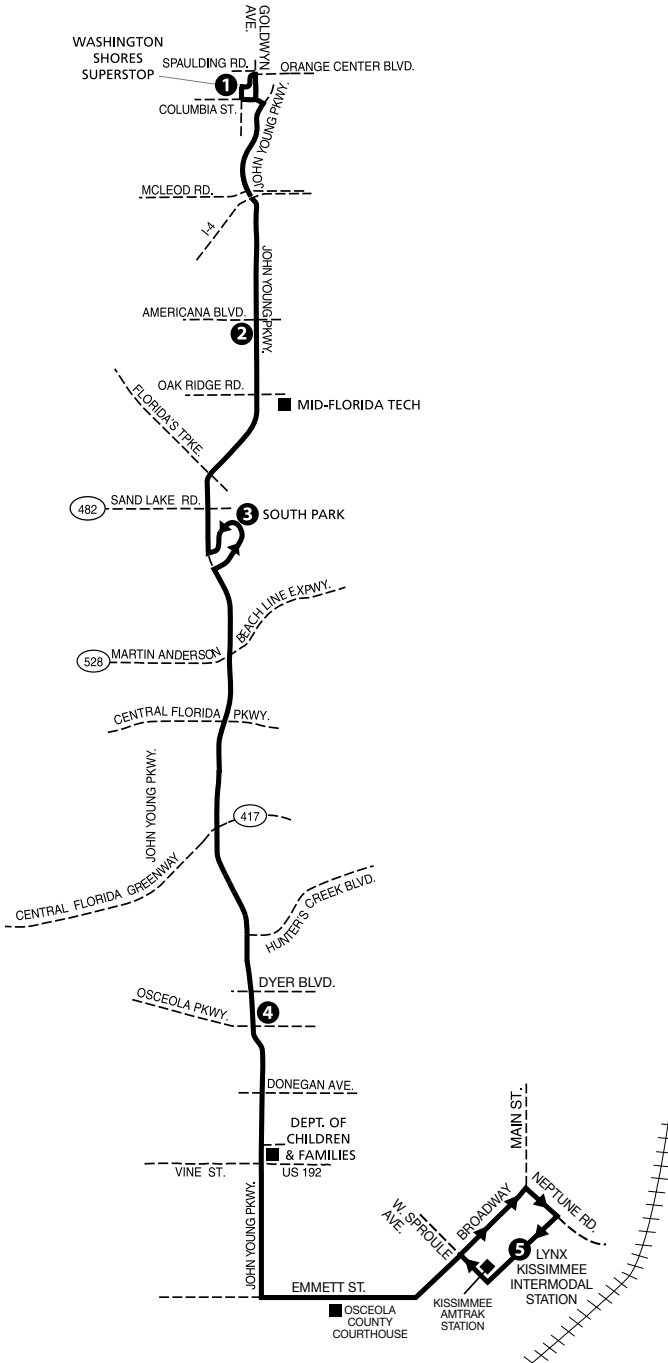 GOLDWYN
AVE.
WASHINGTON
SHORES
SUPERSTOP
SPAULDING RD.
ORANGE CENTER BLVD.
1
COLUMBIA ST.
JOHN YOUNG PKWY.
MCLEOD RD.
I-4
JOHN YOUNG PKWY.
AMERICANA BLVD.
2
OAK RIDGE RD.
MID-FLORIDA TECH
FLORIDA'S TPKE.
482
SAND LAKE RD.
3 SOUTH PARK
BEACH LINE EXPWY.
528
MARTIN ANDERSON
CENTRAL FLORIDA PKWY.
JOHN YOUNG PKWY.
417
CENTRAL FLORIDA GREENWAY
HUNTER'S CREEK BLVD.
DYER BLVD.
OSCEOLA PKWY.
4
DONEGAN AVE.
DEPT. OF
CHILDREN
& FAMILIES
VINE ST.
US 192
MAIN ST.
NEPTUNE RD.
BROADWAY
W. SPROULE
AVE.
JOHN YOUNG PKWY.
5 LYNX
KISSIMMEE
INTERMODAL
STATION
EMMETT ST.
KISSIMMEE
AMTRAK
STATION
OSCEOLA
COUNTY
COURTHOUSE